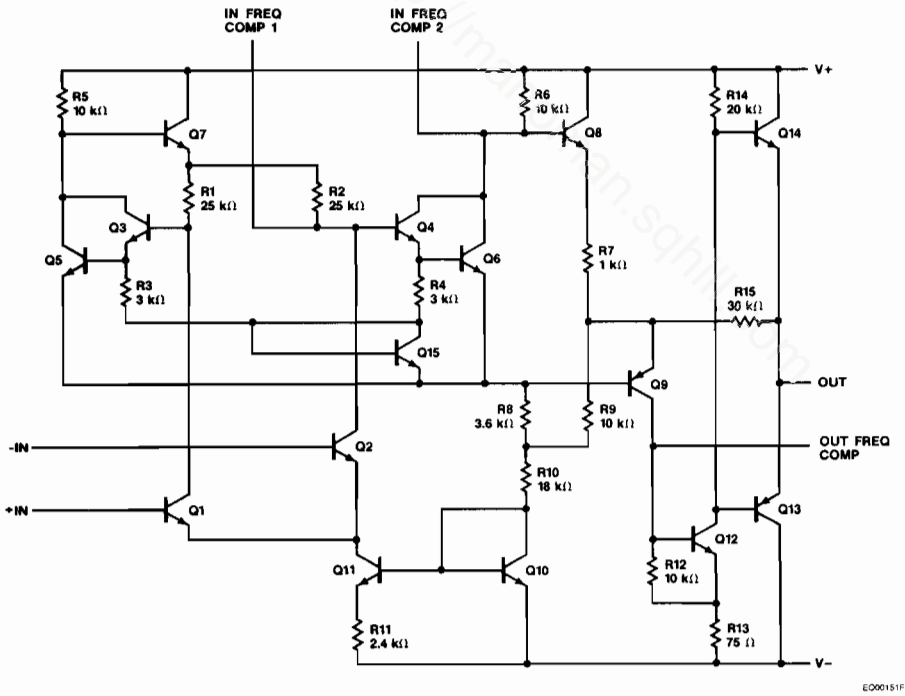 IN FREQ
COMP 1
IN FREQ
COMP 2
V+
R5
10 kΩ
Q7
R6
10 kΩ
Q8
R14
20 kΩ
Q14
R1
25 kΩ
R2
25 kΩ
Q3
Q4
Q5
Q6
R7
1 kΩ
R3
3 kΩ
R4
3 kΩ
R15
30 kΩ
Q15
Q9
OUT
R8
3.6 kΩ
R9
10 kΩ
OUT FREQ
COMP
-IN
Q2
R10
18 kΩ
+IN
Q1
Q13
Q12
Q11
Q10
R12
10 kΩ
R11
2.4 kΩ
R13
75 Ω
V-
EC00151F